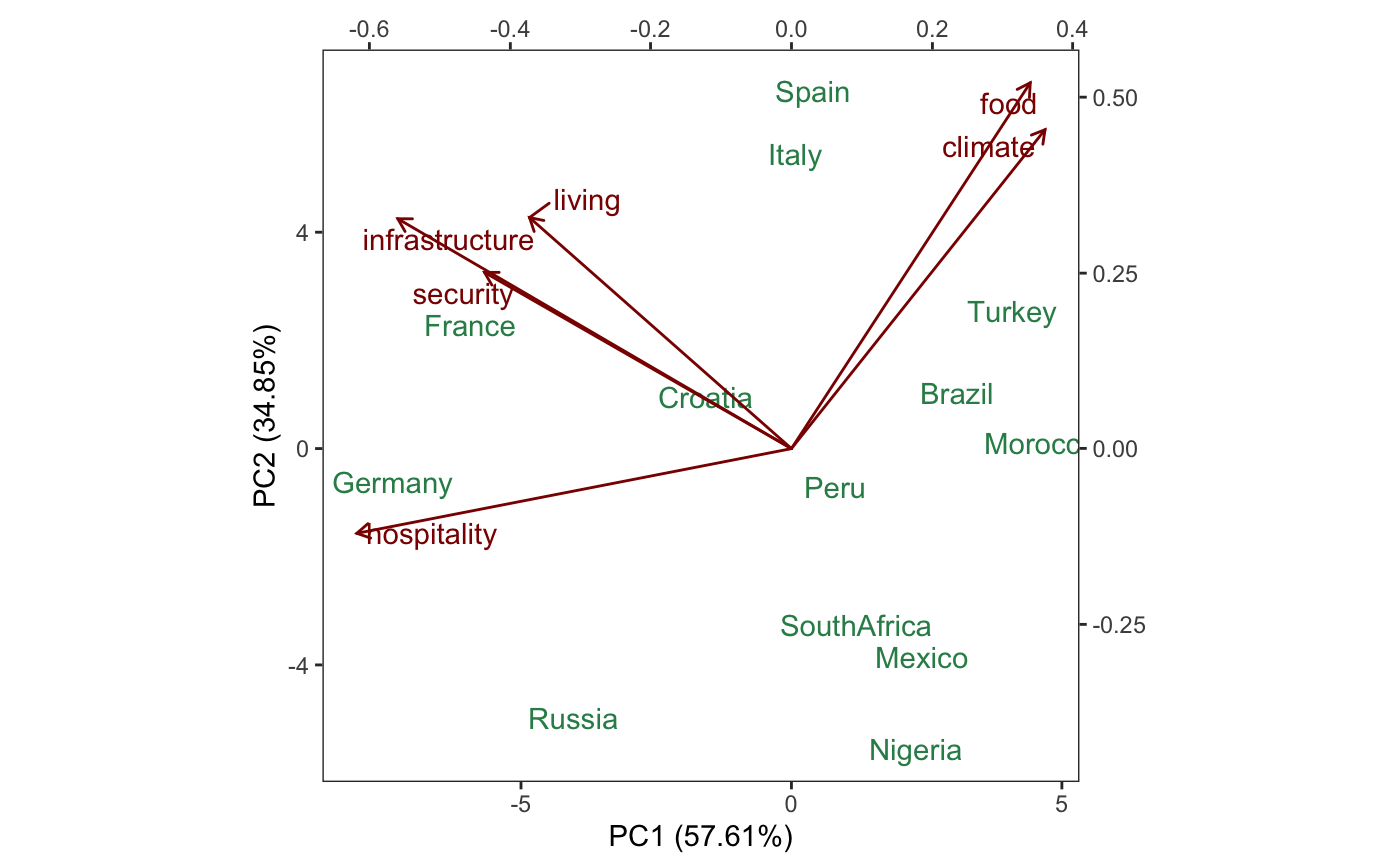 -0.6 -0.4 -0.2 0.0 0.2 0.4
Spain
food
0.50
climate
Italy
living
4
infrastructure
0.25
security
France
Turkey
Croatia
Brazil
0
Moroco
0.00
Germany
Peru
hospitality
SouthAfrica
-0.25
Mexico
-4
Russia
Nigeria
-5 0 5
PC1 (57.61%)
PC2 (34.85%)